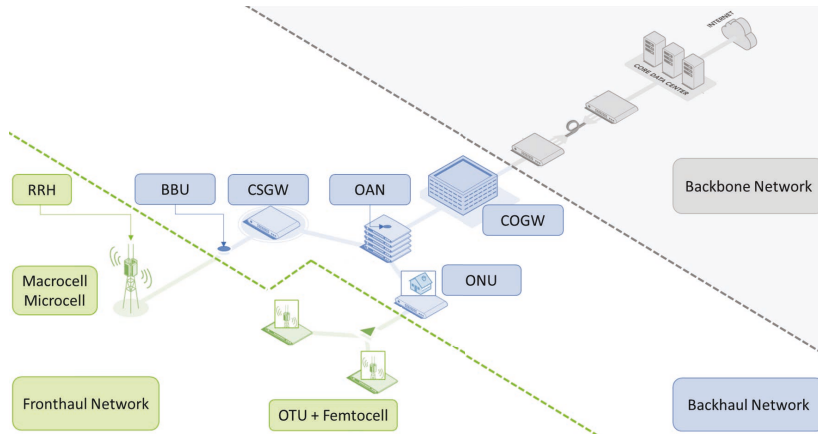 INTERNET
CORE DATA CENTER
RRH
BBU
CSGW
OAN
Backbone Network
COGW
Macrocell
Microcell
ONU
Fronthaul Network
OTU + Femtocell
Backhaul Network